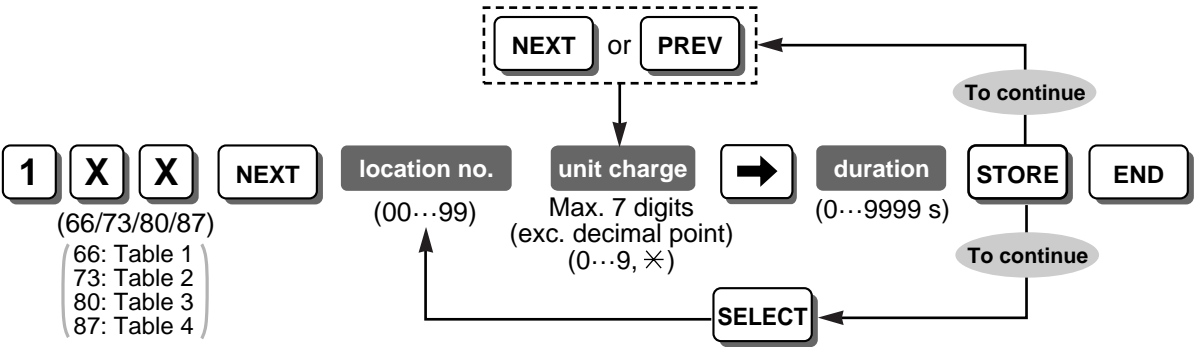 NEXT or PREV
To continue
1 X X NEXT location no. unit charge ➡ duration STORE END
(66/73/80/87) (00···99) Max. 7 digits (0···9999 s)
(exc. decimal point)
(0···9, ✳)
66: Table 1
73: Table 2
80: Table 3
87: Table 4
To continue
SELECT